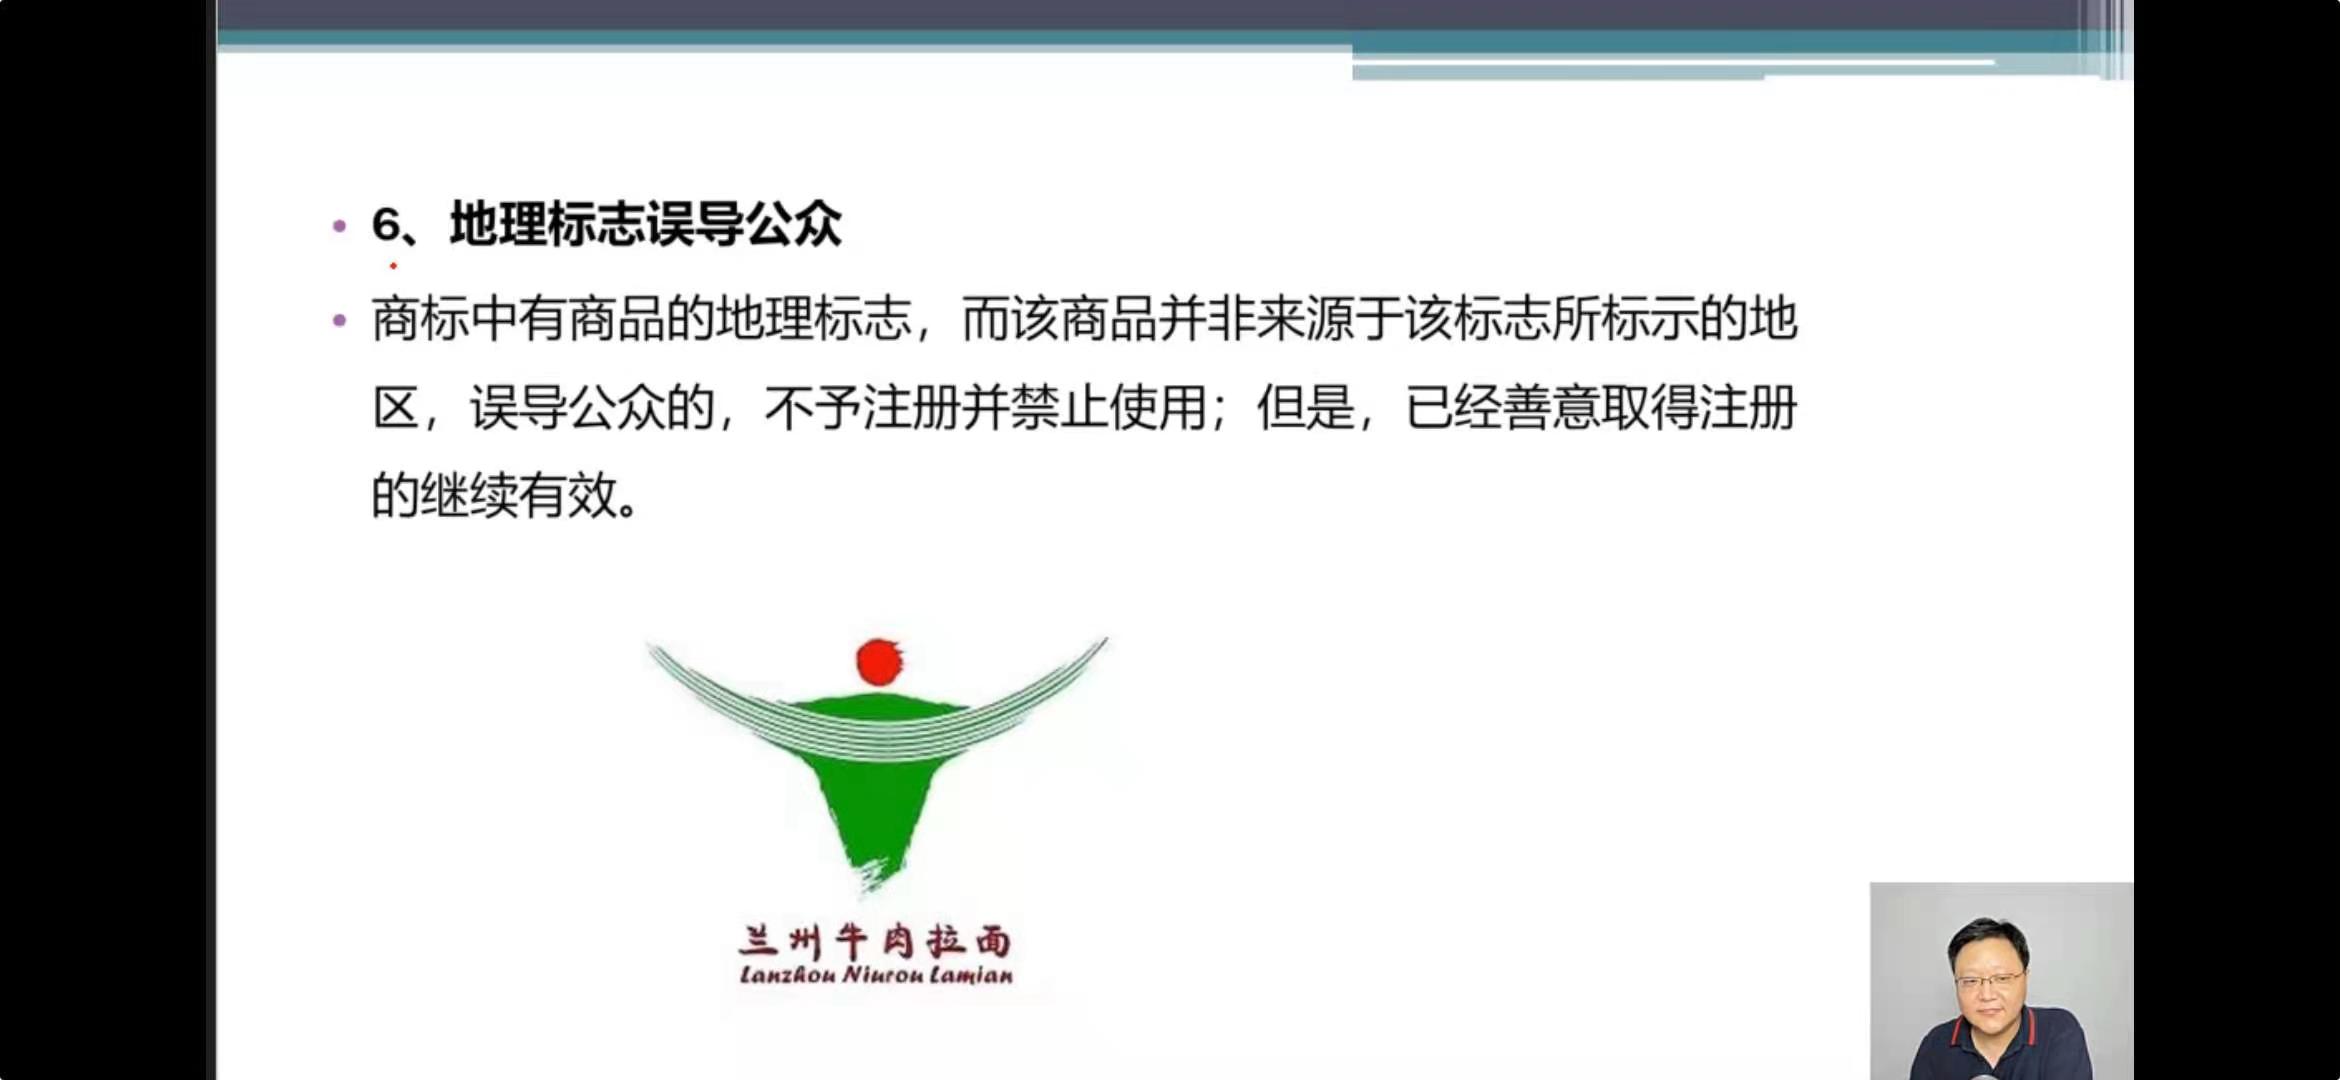 6、地理标志误导公众
商标中有商品的地理标志，而该商品并非来源于该标志所标示的地
区，误导公众的，不予注册并禁止使用；但是，已经善意取得注册
的继续有效。
兰州牛肉拉面
Lanzhou Niurou Lamian